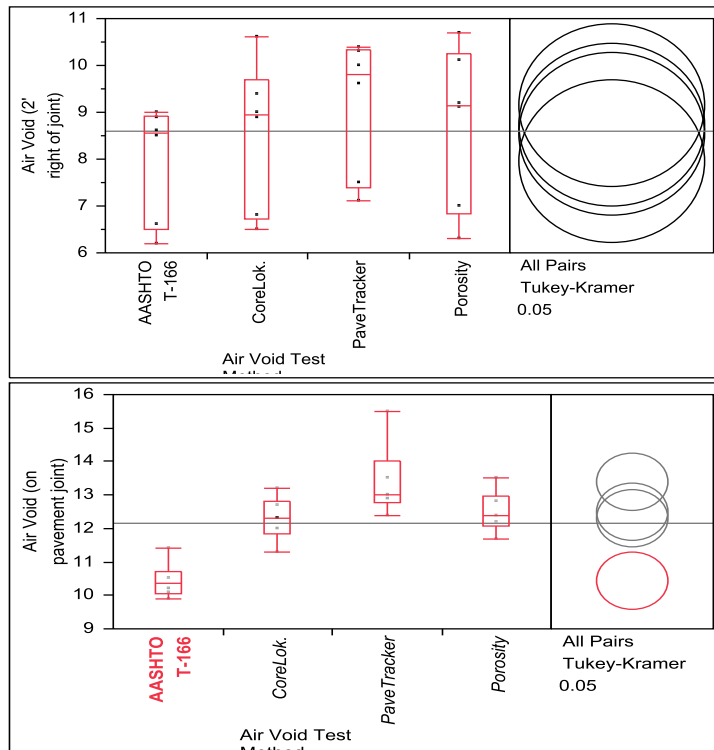 11
10
9
8
7
6
Air Void (2'
right of joint)
AASHTO
T-166
CoreLok.
PaveTracker
Porosity
All Pairs
Tukey-Kramer
0.05
Air Void Test
Method
16
15
14
13
12
11
10
9
Air Void (on
pavement joint)
AASHTO
T-166
CoreLok.
PaveTracker
Porosity
All Pairs
Tukey-Kramer
0.05
Air Void Test
Method